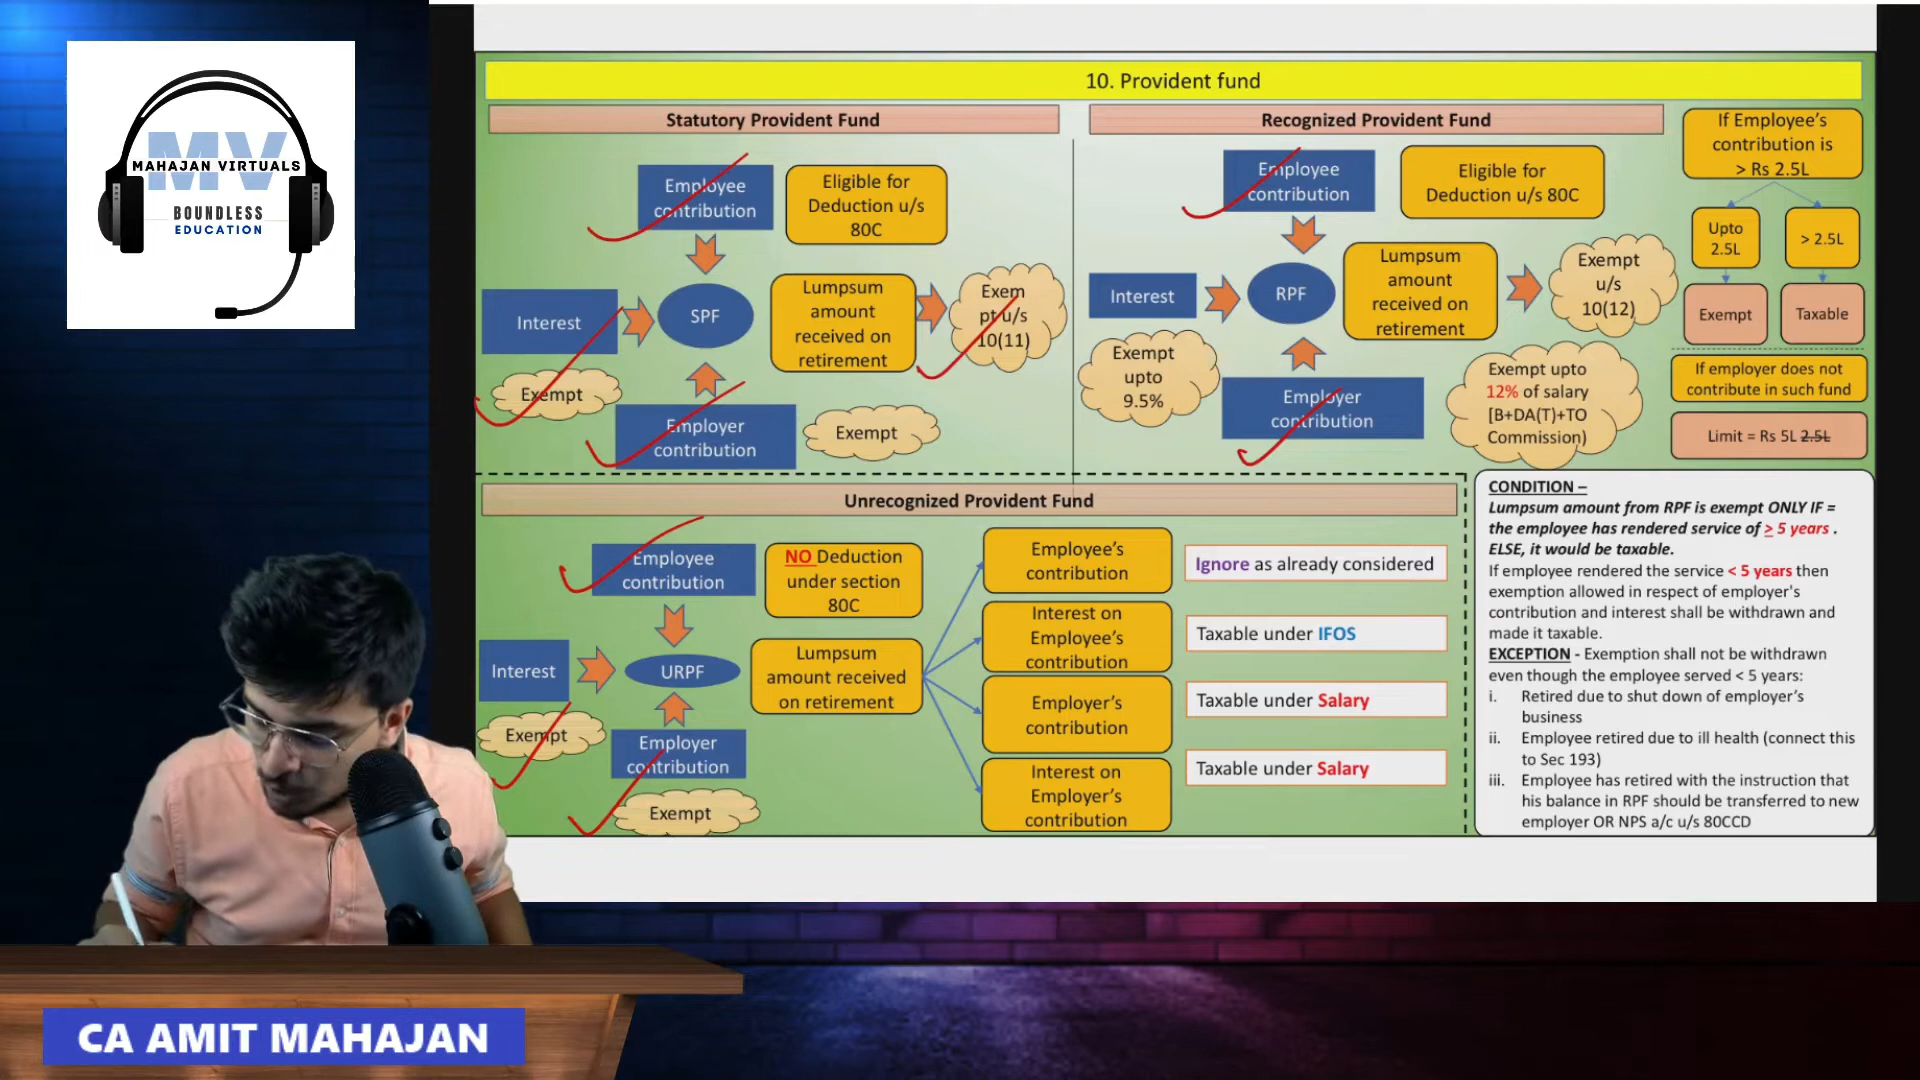 MV
MAHAJAN VIRTUALS
BOUNDLESS
EDUCATION
10. Provident fund
Statutory Provident Fund
Employee
contribution
Eligible for
Deduction u/s
80C
Interest
SPF
Lumpsum
amount
received on
retirement
Exem
pt u/s
10(11)
Exempt
Employer
contribution
Exempt
Recognized Provident Fund
Employee
contribution
Eligible for
Deduction u/s 80C
Interest
RPF
Lumpsum
amount
received on
retirement
Exempt
u/s
10(12)
Exempt
upto
9.5%
Employer
contribution
Exempt upto
12% of salary
[B+DA(T)+TO
Commission)
If Employee's
contribution is
> Rs 2.5L
Upto
2.5L
> 2.5L
Exempt
Taxable
If employer does not
contribute in such fund
Limit = Rs 5L 2.5L
Unrecognized Provident Fund
Employee
contribution
NO Deduction
under section
80C
Interest
URPF
Lumpsum
amount received
on retirement
Exempt
Employer
contribution
Exempt
Employee's
contribution
Ignore as already considered
Interest on
Employee's
contribution
Taxable under IFOS
Employer's
contribution
Taxable under Salary
Interest on
Employer's
contribution
Taxable under Salary
CONDITION –
Lumpsum amount from RPF is exempt ONLY IF =
the employee has rendered service of ≥ 5 years .
ELSE, it would be taxable.
If employee rendered the service < 5 years then
exemption allowed in respect of employer's
contribution and interest shall be withdrawn and
made it taxable.
EXCEPTION - Exemption shall not be withdrawn
even though the employee served < 5 years:
i. Retired due to shut down of employer's
business
ii. Employee retired due to ill health (connect this
to Sec 193)
iii. Employee has retired with the instruction that
his balance in RPF should be transferred to new
employer OR NPS a/c u/s 80CCD
CA AMIT MAHAJAN